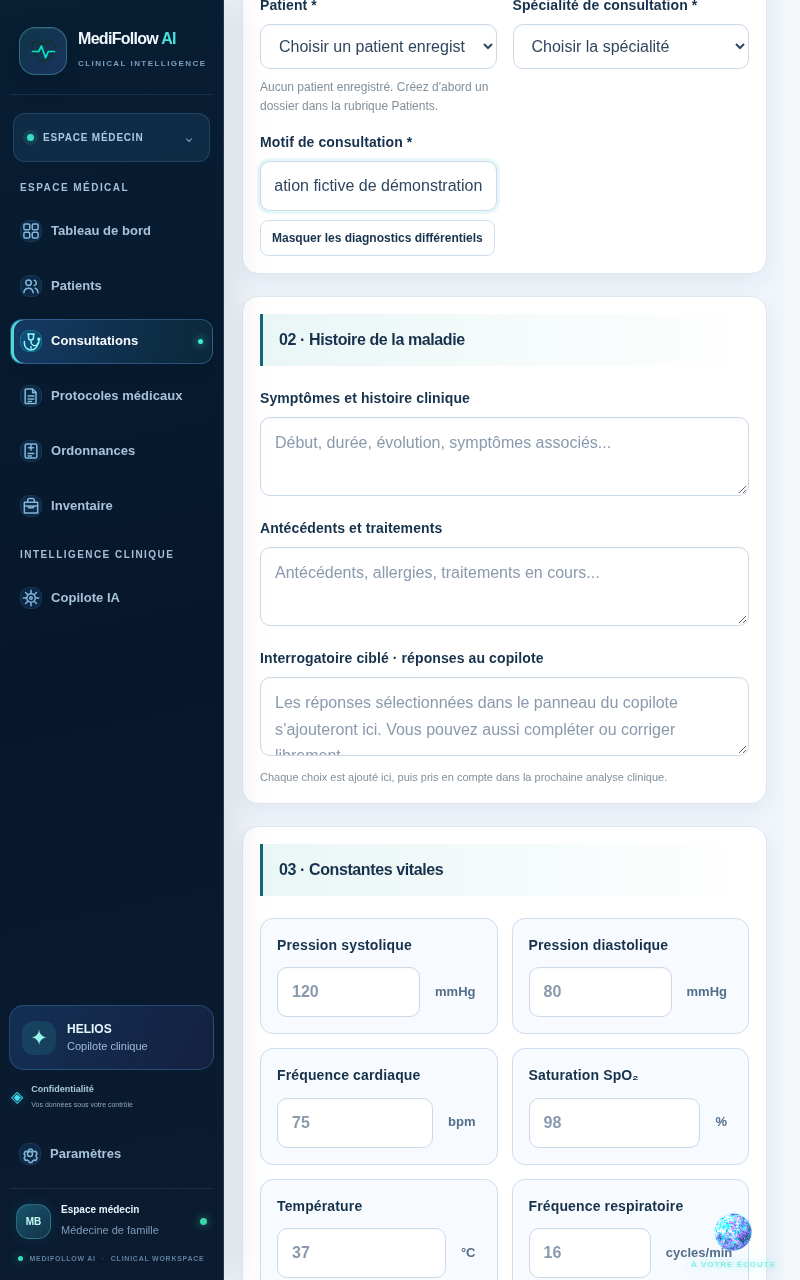 MediFollow AI
CLINICAL INTELLIGENCE
ESPACE MÉDECIN
ESPACE MÉDICAL
Tableau de bord
Patients
Consultations
Protocoles médicaux
Ordonnances
Inventaire
INTELLIGENCE CLINIQUE
Copilote IA
HELIOS
Copilote clinique
Confidentialité
Vos données sous votre contrôle
Paramètres
MB
Espace médecin
Médecine de famille
MEDIFOLLOW AI · CLINICAL WORKSPACE
Patient *
Spécialité de consultation *
Choisir un patient enregist
Choisir la spécialité
Aucun patient enregistré. Créez d'abord un
dossier dans la rubrique Patients.
Motif de consultation *
ation fictive de démonstration
Masquer les diagnostics différentiels
02 · Histoire de la maladie
Symptômes et histoire clinique
Début, durée, évolution, symptômes associés...
Antécédents et traitements
Antécédents, allergies, traitements en cours...
Interrogatoire ciblé · réponses au copilote
Les réponses sélectionnées dans le panneau du copilote
s'ajouteront ici. Vous pouvez aussi compléter ou corriger
librement
Chaque choix est ajouté ici, puis pris en compte dans la prochaine analyse clinique.
03 · Constantes vitales
Pression systolique
120 mmHg
Pression diastolique
80 mmHg
Fréquence cardiaque
75 bpm
Saturation SpO₂
98 %
Température
37 °C
Fréquence respiratoire
16 cycles/min
À VOTRE ÉCOUTE